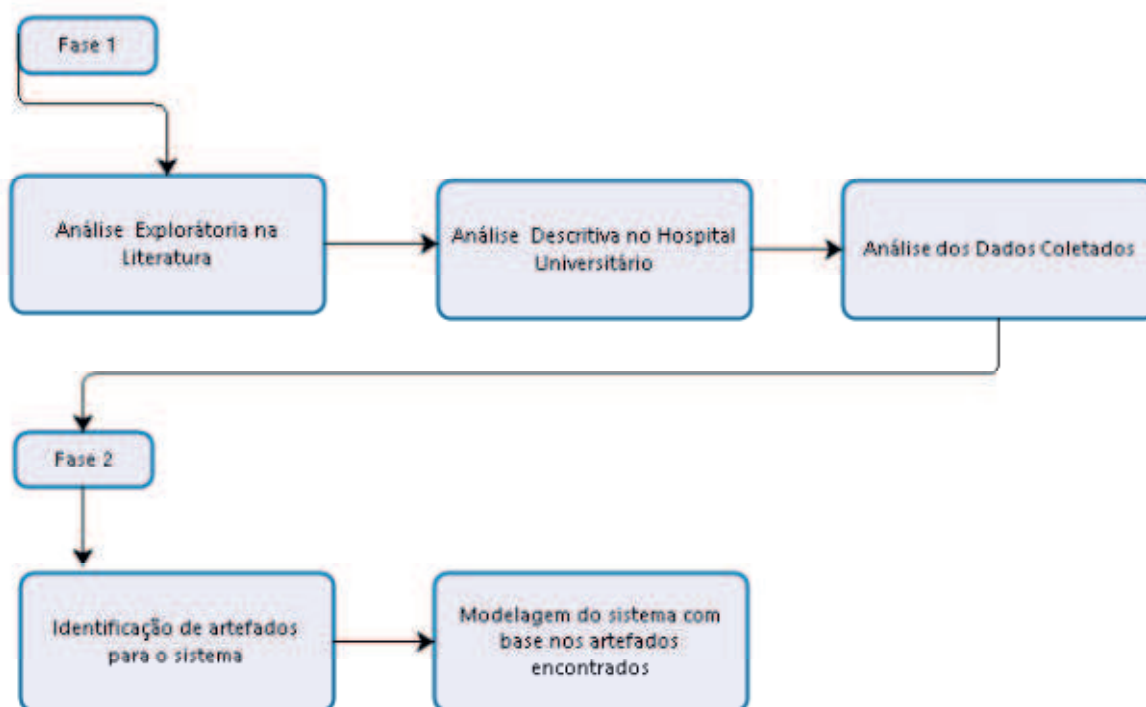 Fase 1
Análise Explorátoria na
Literatura
Análise Descritiva no Hospital
Universitário
Análise dos Dados Coletados
Fase 2
Identificação de artefados
para o sistema
Modelagem do sistema com
base nos artefados
encontrados